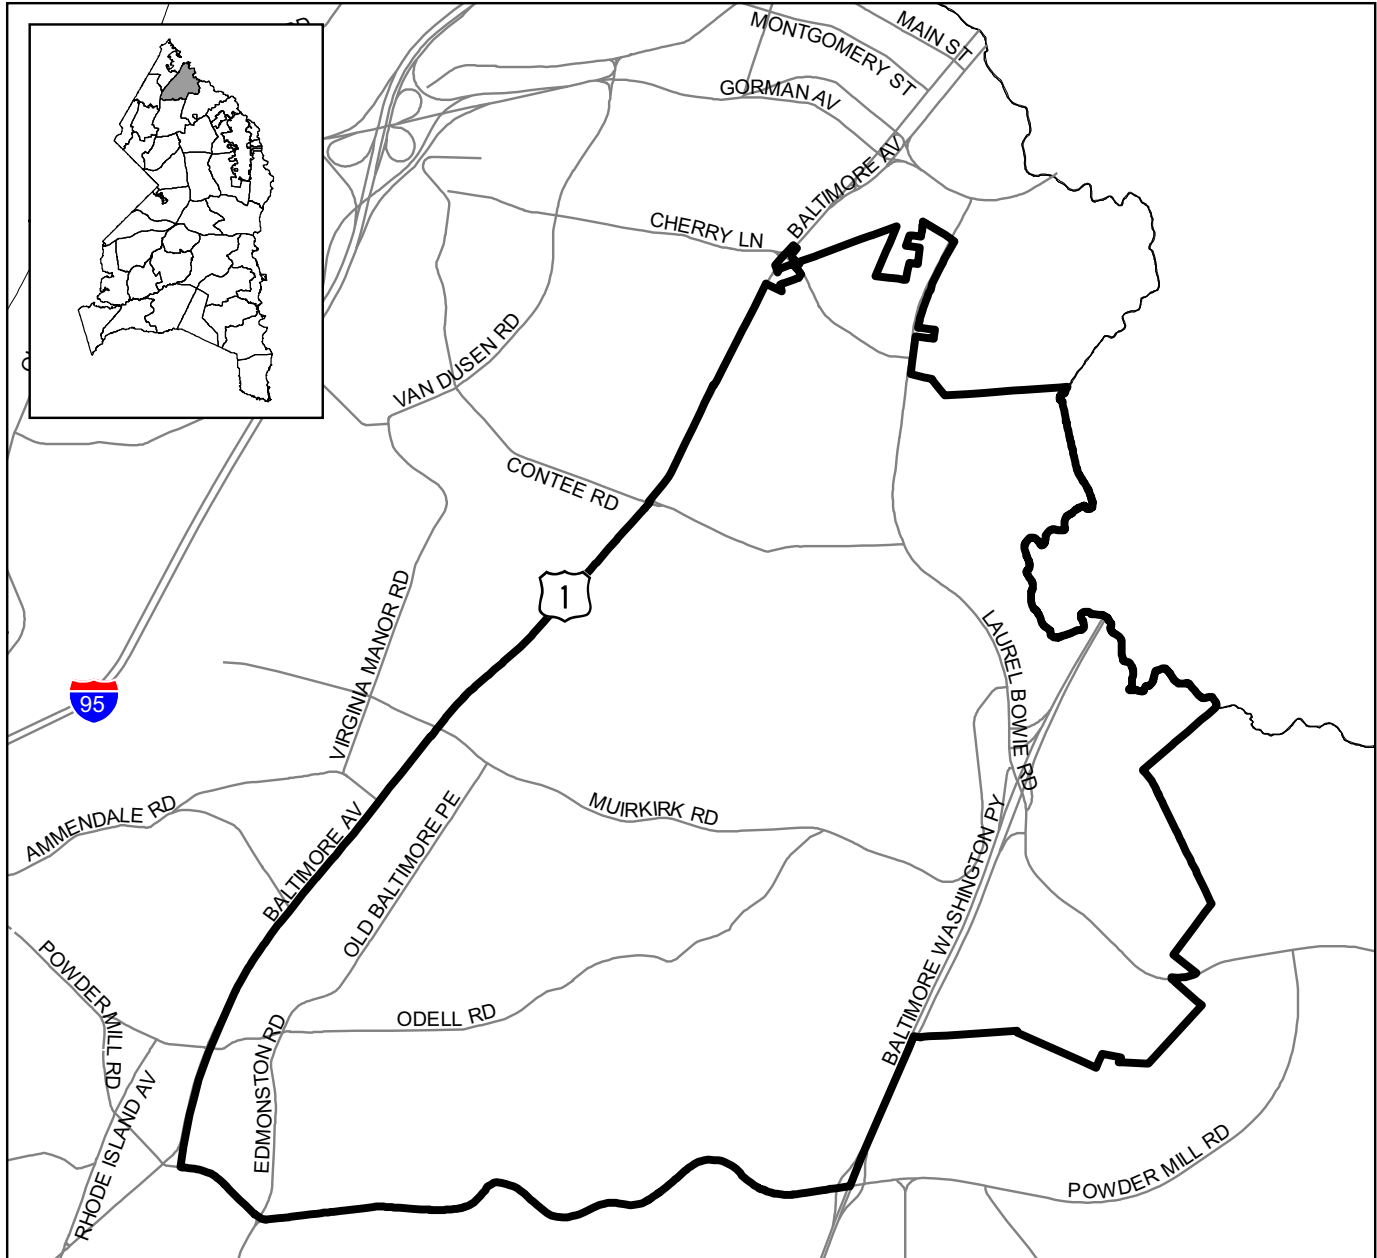 MAIN ST
MONTGOMERY ST
GORMAN AV
BALTIMORE AV
CHERRY LN
VAN DUSEN RD
CONTEE RD
1
VIRGINIA MANOR RD
LAUREL BOWIE RD
95
AMMENDALE RD
BALTIMORE AV
OLD BALTIMORE PE
MUIRKIRK RD
BALTIMORE WASHINGTON PY
POWDER MILL RD
ODELL RD
EDMONSTON RD
RHODE ISLAND AV
POWDER MILL RD